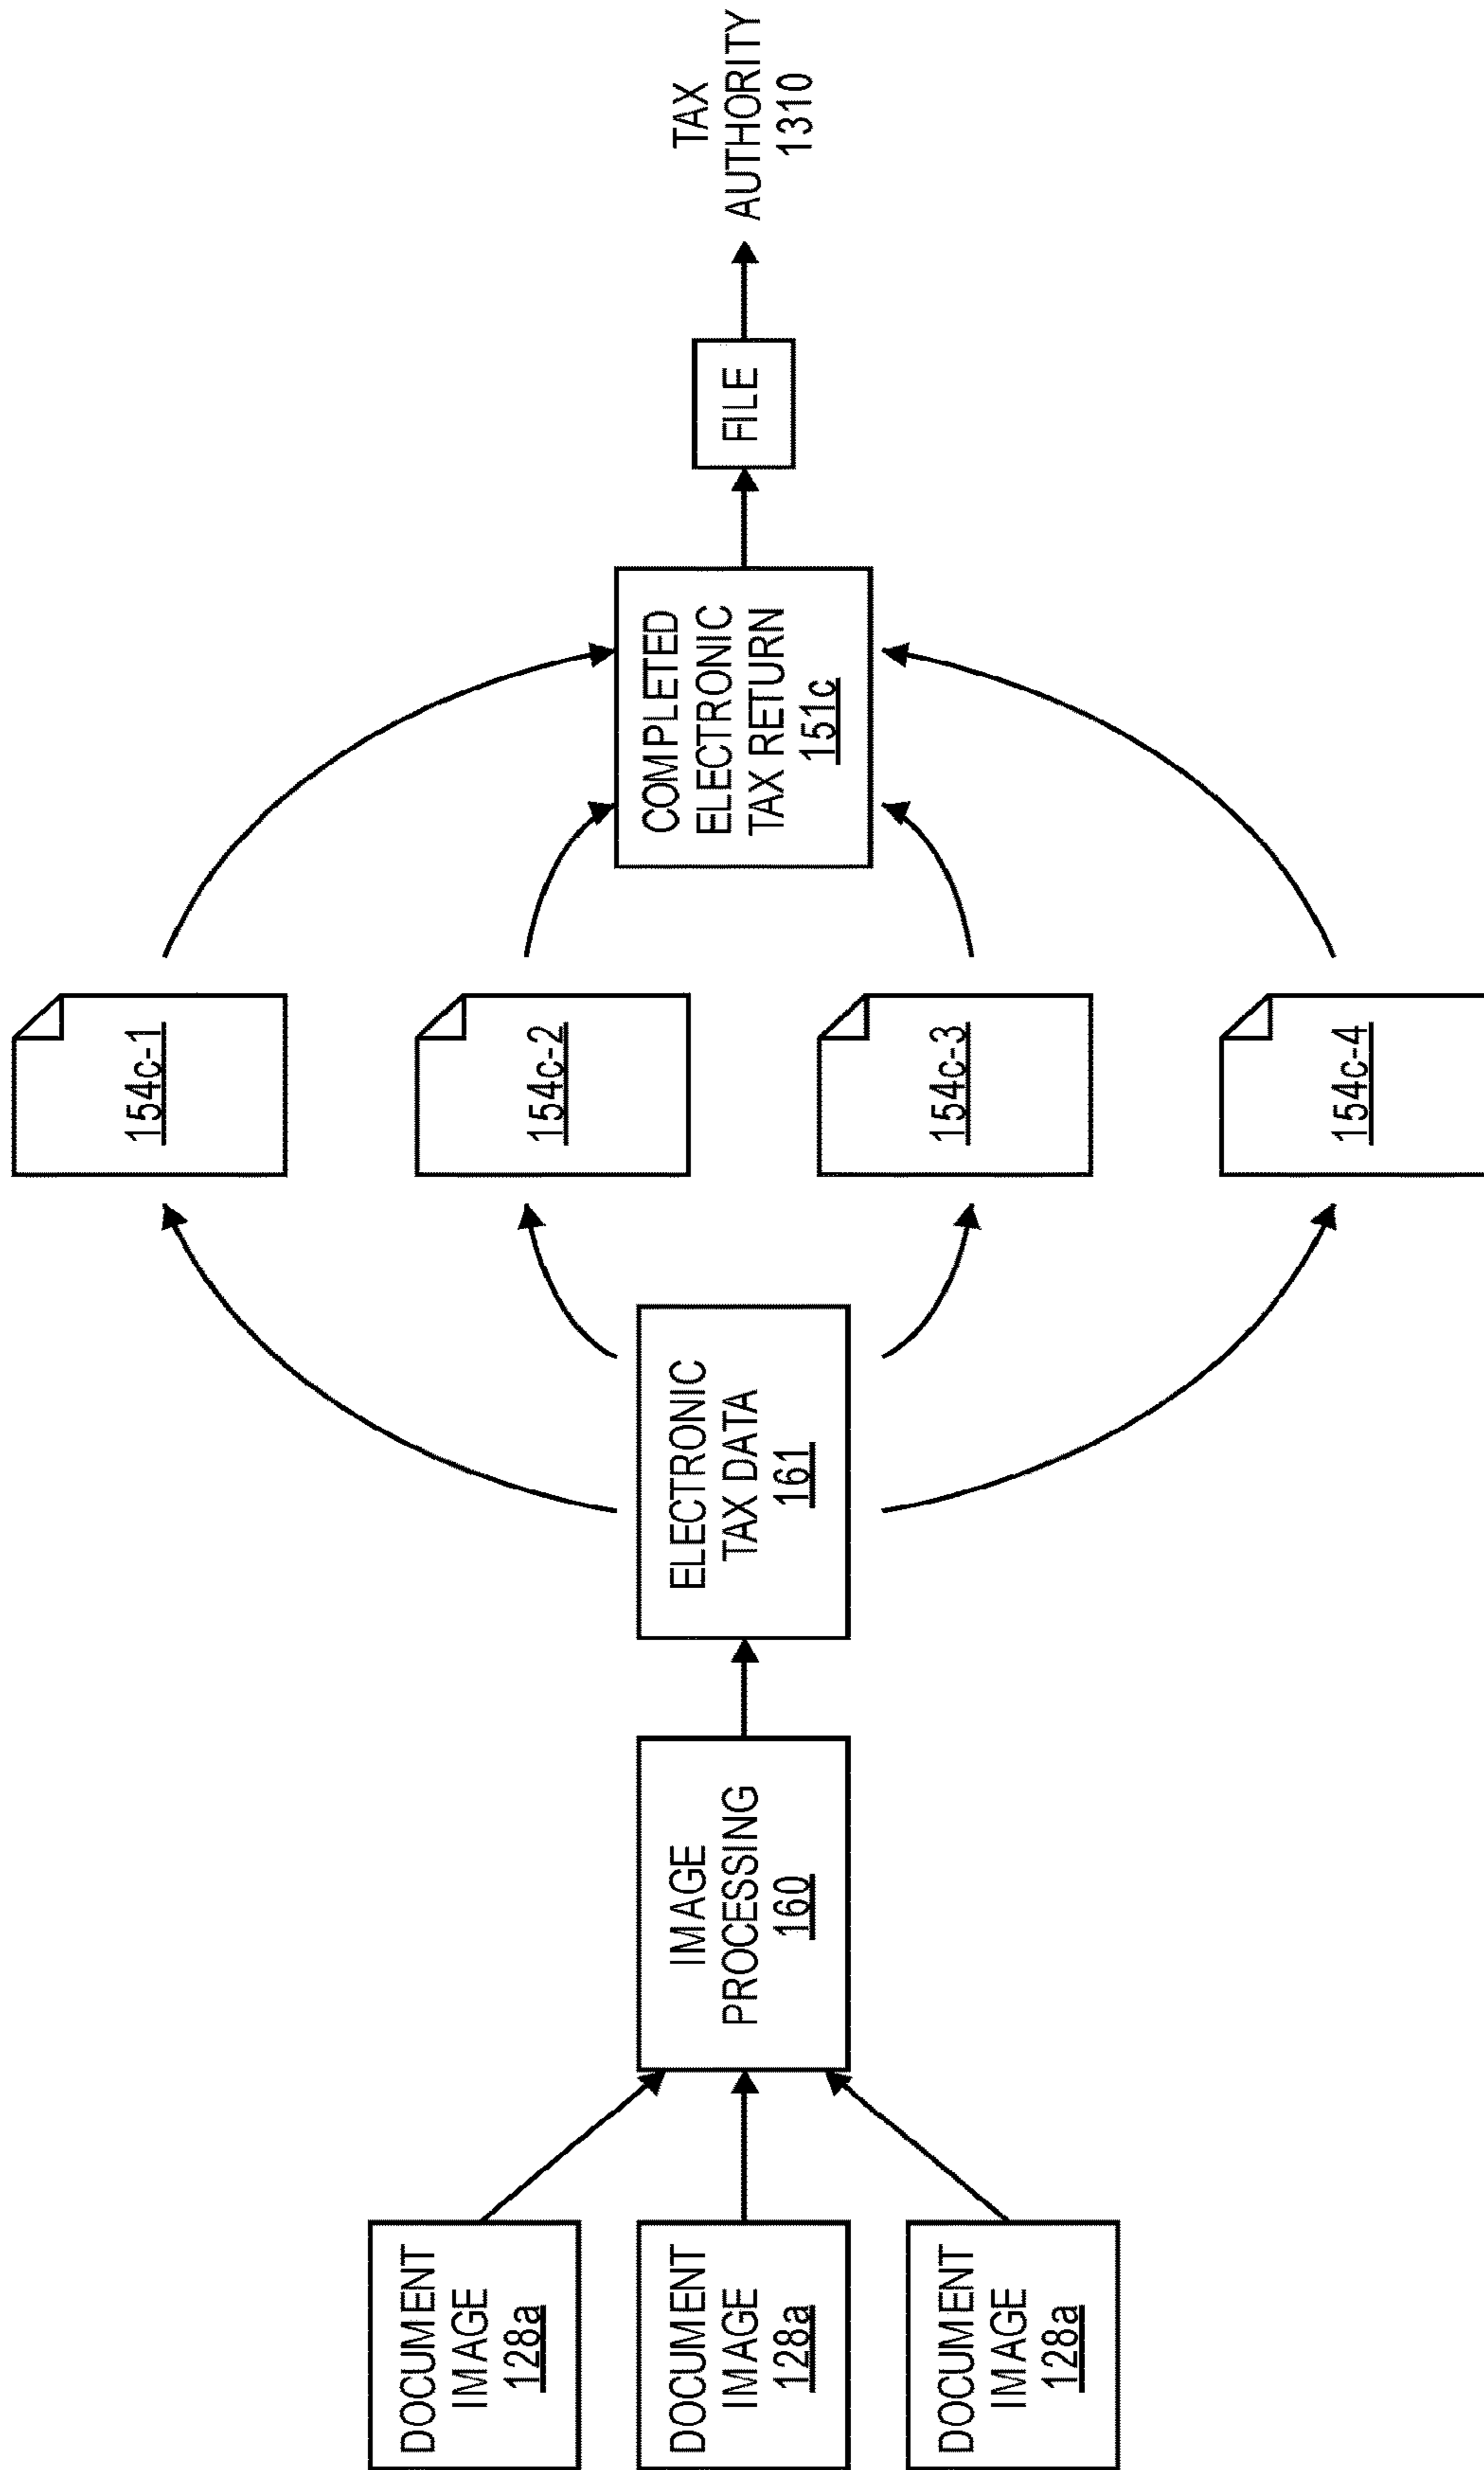 DOCUMENT
IMAGE
128a
DOCUMENT
IMAGE
128a
DOCUMENT
IMAGE
128a
IMAGE
PROCESSING
160
ELECTRONIC
TAX DATA
161
154c-1
154c-2
154c-3
154c-4
COMPLETED
ELECTRONIC
TAX RETURN
151c
FILE
TAX
AUTHORITY
1310